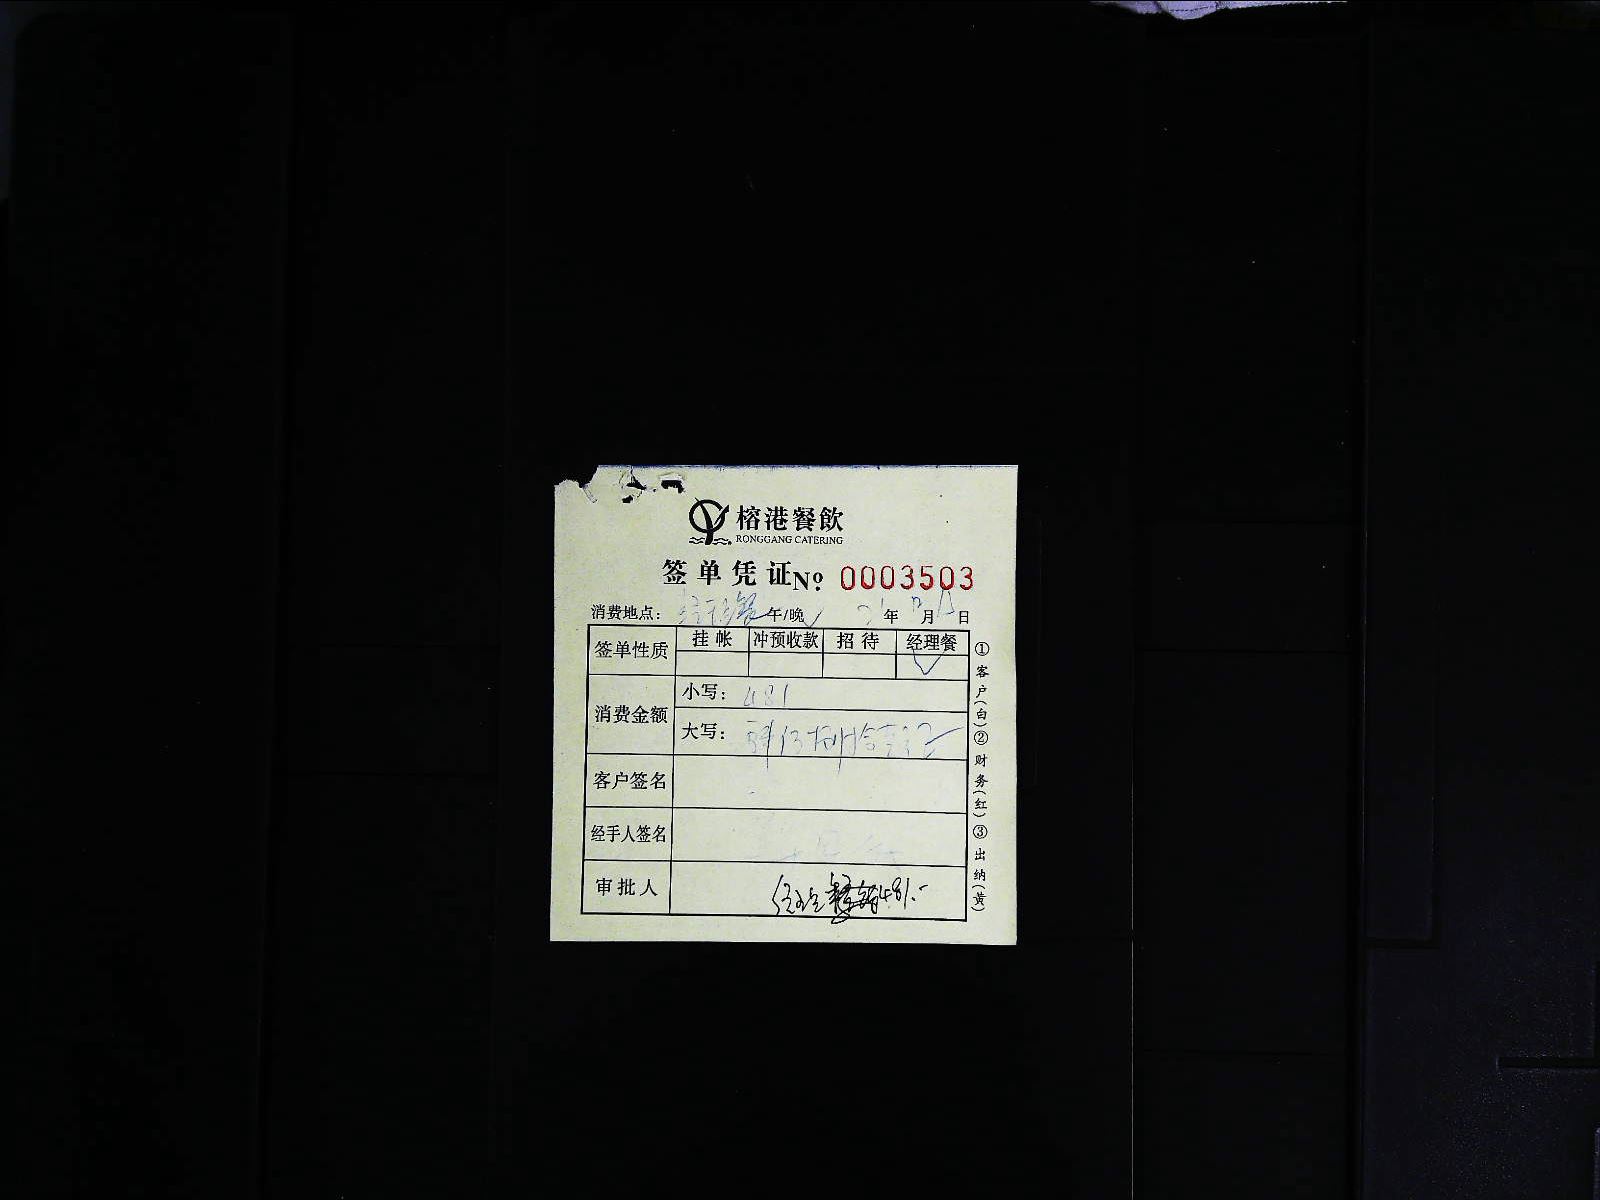 榕港餐飲
RONGGANG CATERING
签单凭证 Nº: 0003503
消费地点： 午/晚 年 月 日
签单性质 挂帐 冲预收款 招待 经理餐
消费金额 小写： 481
大写：
客户签名
经手人签名
审批人 481.-
①客户(白)②财务(红)③出纳(黄)